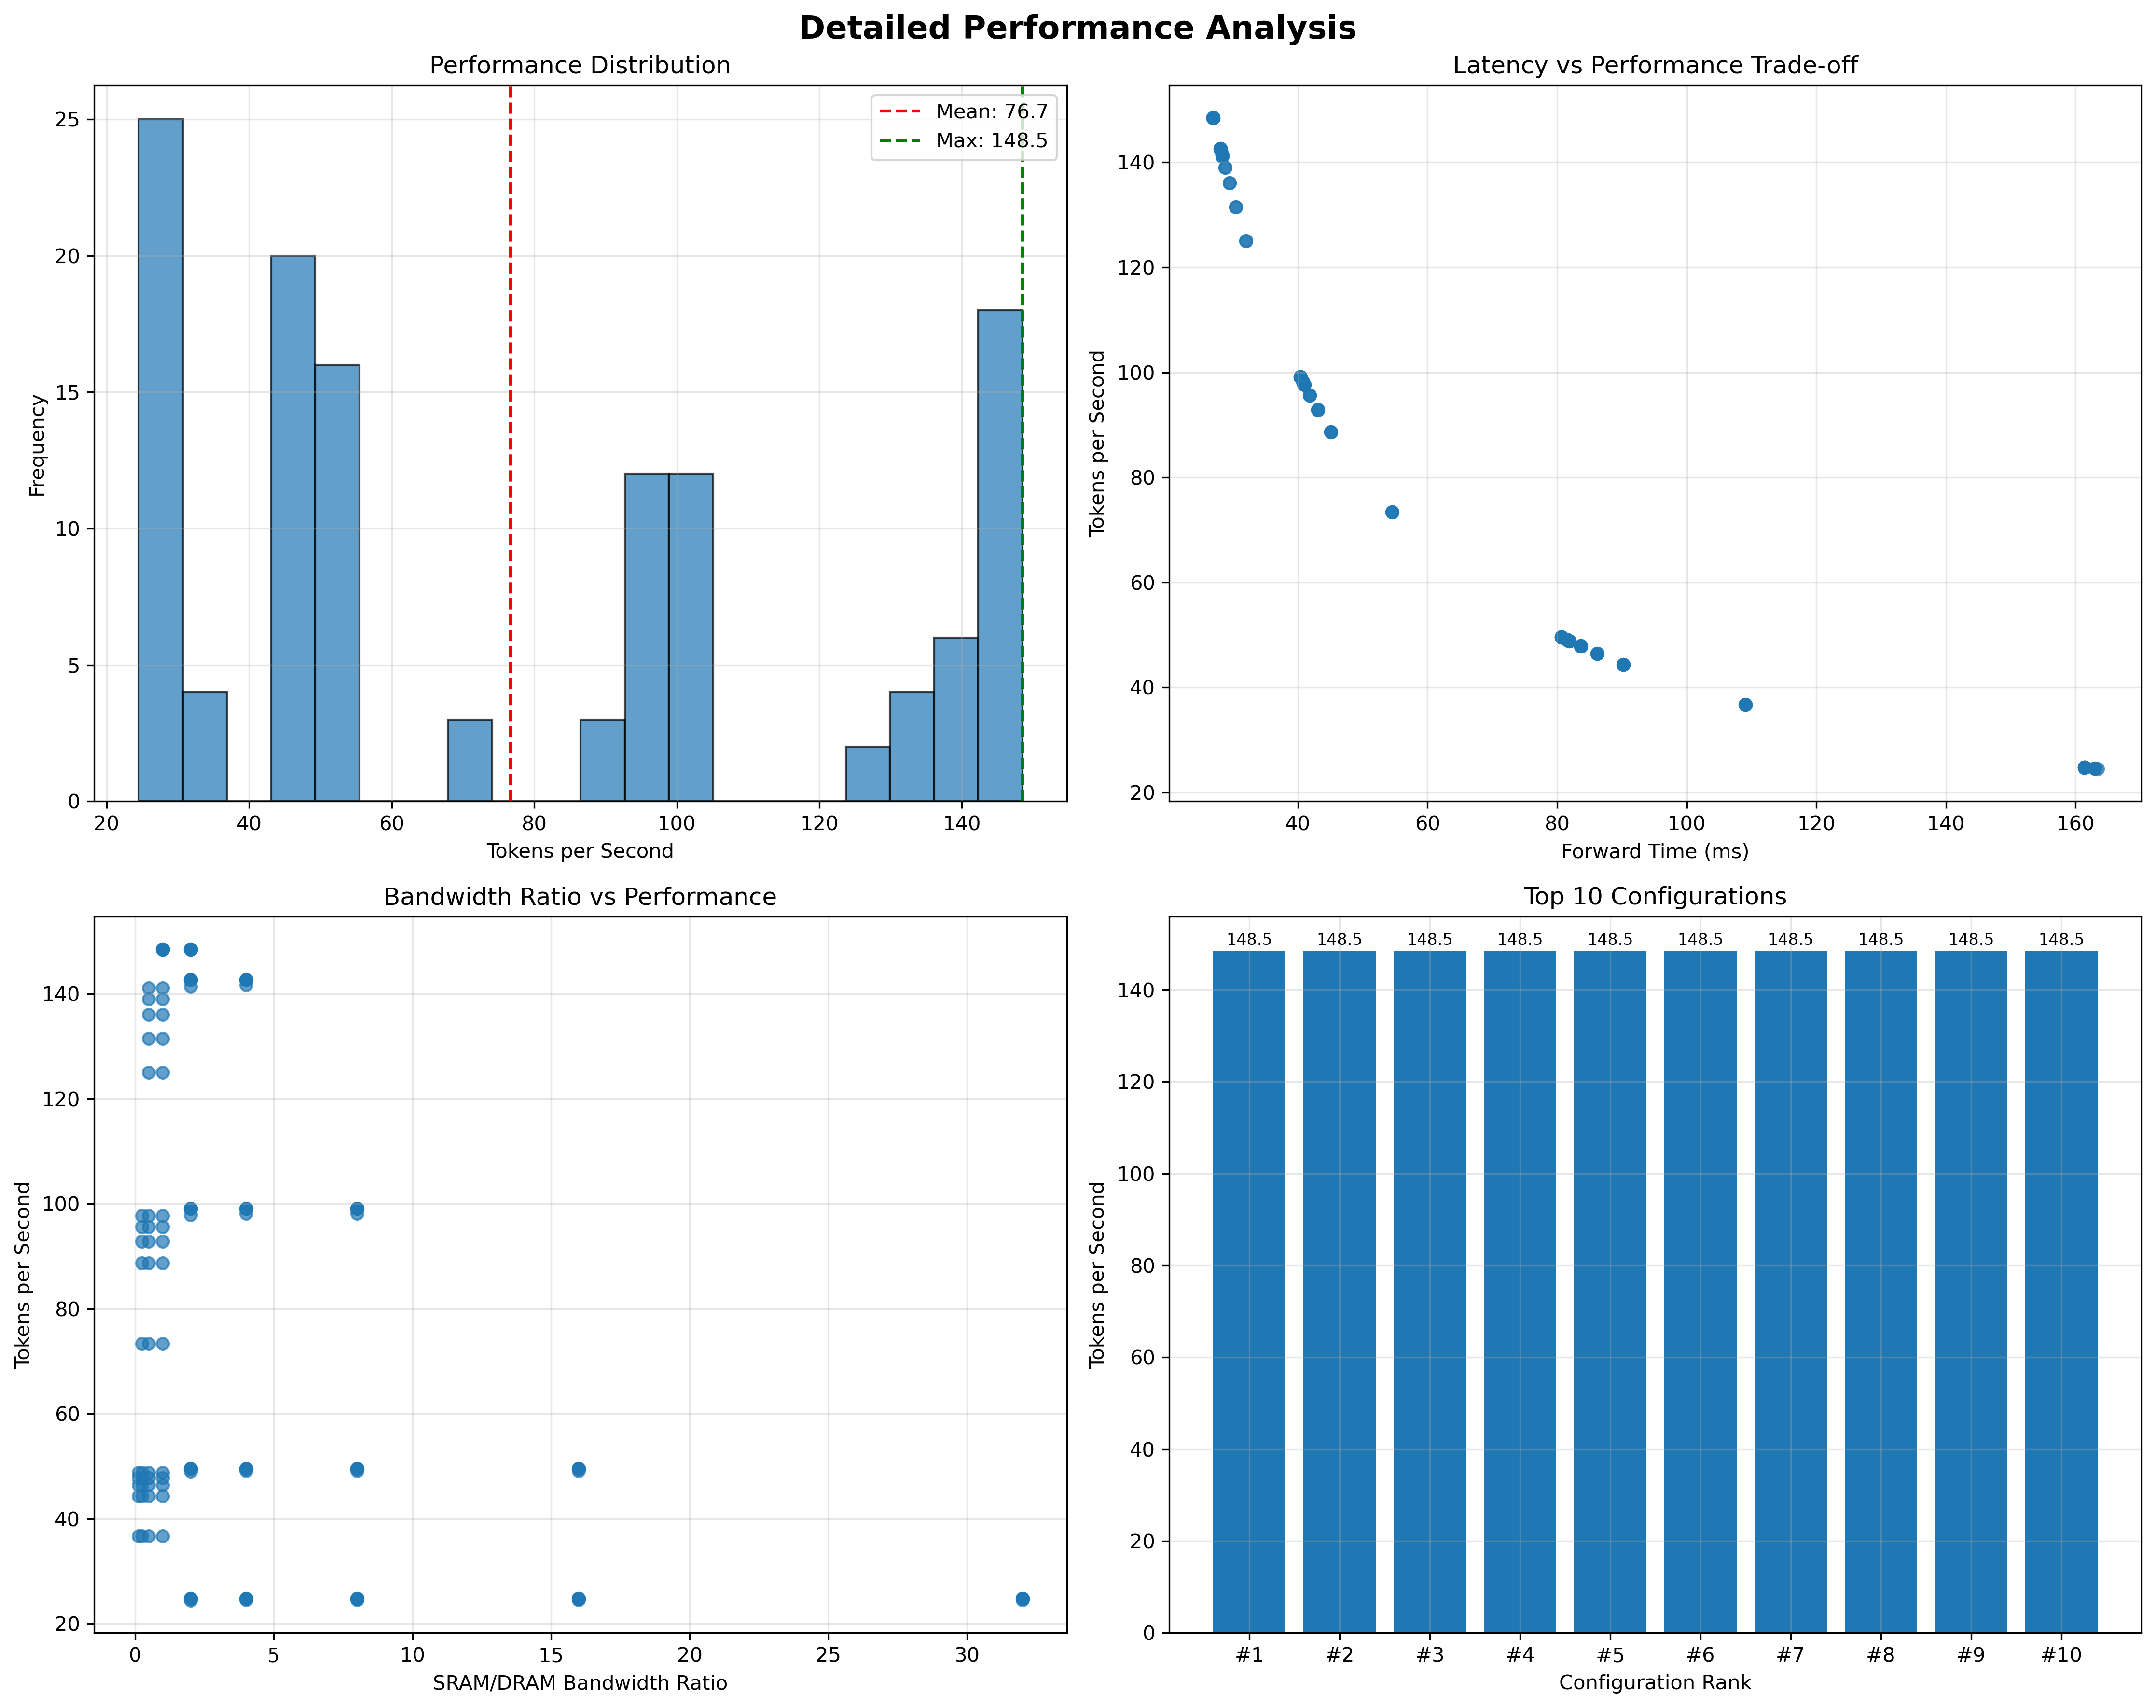 Detailed Performance Analysis
Performance Distribution
25
20
15
10
5
0
Frequency
20 40 60 80 100 120 140
Tokens per Second
Mean: 76.7
Max: 148.5
Latency vs Performance Trade-off
140
120
100
80
60
40
20
Tokens per Second
40 60 80 100 120 140 160
Forward Time (ms)
Bandwidth Ratio vs Performance
140
120
100
80
60
40
20
Tokens per Second
0 5 10 15 20 25 30
SRAM/DRAM Bandwidth Ratio
Top 10 Configurations
148.5 148.5 148.5 148.5 148.5 148.5 148.5 148.5 148.5 148.5
140
120
100
80
60
40
20
0
Tokens per Second
#1 #2 #3 #4 #5 #6 #7 #8 #9 #10
Configuration Rank